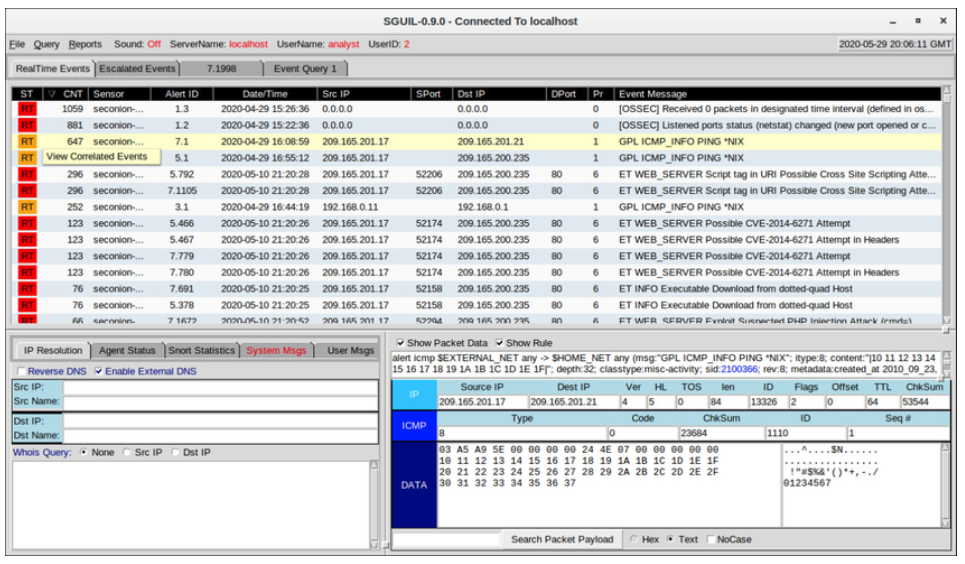 SGUIL-0.9.0 - Connected To localhost
File Query Reports Sound: Off ServerName: localhost UserName: analyst UserID: 2 2020-05-29 20:06:11 GMT
RealTime Events Escalated Events 7.1998 Event Query 1
ST CNT Sensor Alert ID Date/Time Src IP SPort Dst IP DPort Pr Event Message
RT 1059 seconion-... 1.3 2020-04-29 15:26:36 0.0.0.0 0.0.0.0 0 [OSSEC] Received 0 packets in designated time interval (defined in os...
RT 881 seconion-... 1.2 2020-04-29 15:22:36 0.0.0.0 0.0.0.0 0 [OSSEC] Listened ports status (netstat) changed (new port opened or c...
RT 647 seconion-... 7.1 2020-04-29 16:08:59 209.165.201.17 209.165.201.21 1 GPL ICMP_INFO PING *NIX
RT View Correlated Events 5.1 2020-04-29 16:55:12 209.165.201.17 209.165.200.235 1 GPL ICMP_INFO PING *NIX
RT 296 seconion-... 5.792 2020-05-10 21:20:28 209.165.201.17 52206 209.165.200.235 80 6 ET WEB_SERVER Script tag in URI Possible Cross Site Scripting Atte...
RT 296 seconion-... 7.1105 2020-05-10 21:20:28 209.165.201.17 52206 209.165.200.235 80 6 ET WEB_SERVER Script tag in URI Possible Cross Site Scripting Atte...
RT 252 seconion-... 3.1 2020-04-29 16:44:19 192.168.0.11 192.168.0.1 1 GPL ICMP_INFO PING *NIX
RT 123 seconion-... 5.466 2020-05-10 21:20:26 209.165.201.17 52174 209.165.200.235 80 6 ET WEB_SERVER Possible CVE-2014-6271 Attempt
RT 123 seconion-... 5.467 2020-05-10 21:20:26 209.165.201.17 52174 209.165.200.235 80 6 ET WEB_SERVER Possible CVE-2014-6271 Attempt in Headers
RT 123 seconion-... 7.779 2020-05-10 21:20:26 209.165.201.17 52174 209.165.200.235 80 6 ET WEB_SERVER Possible CVE-2014-6271 Attempt
RT 123 seconion-... 7.780 2020-05-10 21:20:26 209.165.201.17 52174 209.165.200.235 80 6 ET WEB_SERVER Possible CVE-2014-6271 Attempt in Headers
RT 76 seconion-... 7.691 2020-05-10 21:20:25 209.165.201.17 52158 209.165.200.235 80 6 ET INFO Executable Download from dotted-quad Host
RT 76 seconion-... 5.378 2020-05-10 21:20:25 209.165.201.17 52158 209.165.200.235 80 6 ET INFO Executable Download from dotted-quad Host
RT 66 seconion-... 7.1672 2020-05-10 21:20:52 209.165.201.17 52294 209.165.200.235 80 6 ET WEB_SERVER Exploit Suspected PHP Injection Attack (cmd=)
IP Resolution Agent Status Snort Statistics System Msgs User Msgs
Reverse DNS Enable External DNS
Src IP:
Src Name:
Dst IP:
Dst Name:
Whois Query: None Src IP Dst IP
Show Packet Data Show Rule
alert icmp $EXTERNAL_NET any -> $HOME_NET any (msg:"GPL ICMP_INFO PING *NIX"; itype:8; content:"|10 11 12 13 14
15 16 17 18 19 1A 1B 1C 1D 1E 1F|"; depth:32; classtype:misc-activity; sid:2100366; rev:8; metadata:created_at 2010_09_23,
IP Source IP Dest IP Ver HL TOS len ID Flags Offset TTL ChkSum
209.165.201.17 209.165.201.21 4 5 0 84 13326 2 0 64 53544
ICMP Type Code ChkSum ID Seq #
8 0 23684 1110 1
DATA
03 A5 A9 5E 00 00 00 00 24 4E 07 00 00 00 00 00 ...^....$N......
10 11 12 13 14 15 16 17 18 19 1A 1B 1C 1D 1E 1F ................
20 21 22 23 24 25 26 27 28 29 2A 2B 2C 2D 2E 2F !"#$%&'()*+,-./
30 31 32 33 34 35 36 37 01234567
Search Packet Payload Hex Text NoCase